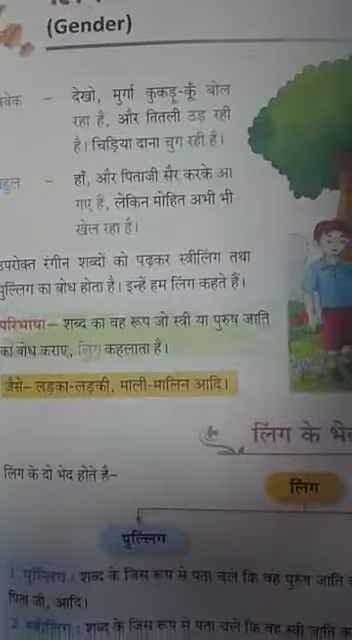 (Gender)
– देखो, मुर्गा कुकड़ू-कूँ बोल
रहा है, और तितली उड़ रही
है। चिड़िया दाना चुग रही है।
– हाँ, और पिताजी सैर करके आ
गए हैं, लेकिन मोहित अभी भी
खेल रहा है।
उपरोक्त रंगीन शब्दों को पढ़कर स्त्रीलिंग तथा
पुल्लिंग का बोध होता है। इन्हें हम लिंग कहते हैं।
परिभाषा– शब्द का वह रूप जो स्त्री या पुरुष जाति
का बोध कराए, लिंग कहलाता है।
जैसे– लड़का-लड़की, माली-मालिन आदि।
लिंग के भे
लिंग के दो भेद होते है–
लिंग
पुल्लिंग
1. पुल्लिंग : शब्द के जिस रूप से पता चले कि वह पुरुष जाति
पिता जी, आदि।
2. स्त्रीलिंग : शब्द के जिस रूप से पता चले कि वह स्त्री जाति